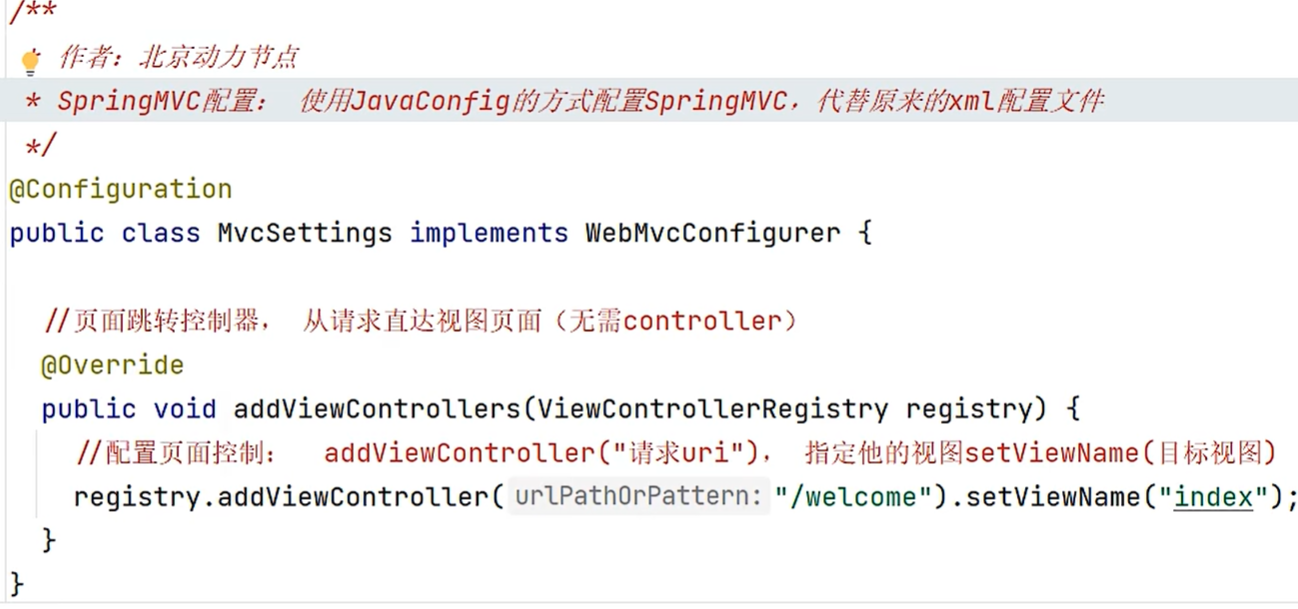 /**
作者：北京动力节点
* SpringMVC配置： 使用JavaConfig的方式配置SpringMVC，代替原来的xml配置文件
*/
@Configuration
public class MvcSettings implements WebMvcConfigurer {
//页面跳转控制器， 从请求直达视图页面（无需controller）
@Override
public void addViewControllers(ViewControllerRegistry registry) {
//配置页面控制： addViewController("请求uri")， 指定他的视图setViewName(目标视图)
registry.addViewController( urlPathOrPattern: "/welcome").setViewName("index");
}
}